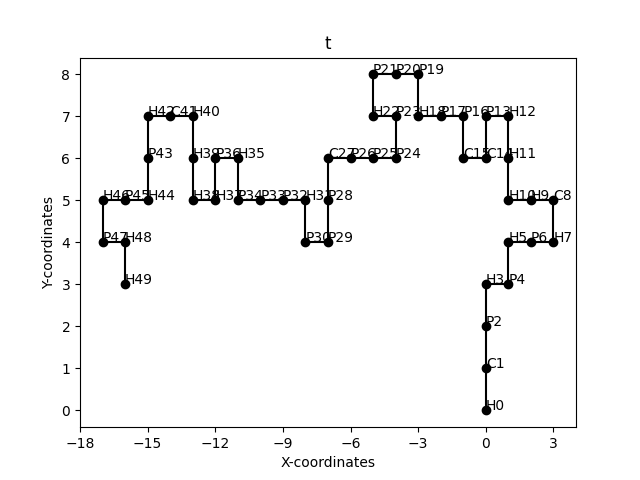 t
8
P21 P20 P19
7
H42 C41 H40 H22 P23 H18 P17 P16 P13 H12
6
P43 H39 P36 H35 C27 P26 P25 P24 C15 C14 H11
5
H46 P45 H44 H38 H37 P34 P33 P32 H31 P28 H10 H9 C8
4
P47 H48 P30 P29 H5 P6 H7
3
H49 H3 P4
2
P2
1
C1
0
H0
−18 −15 −12 −9 −6 −3 0 3
X-coordinates
Y-coordinates